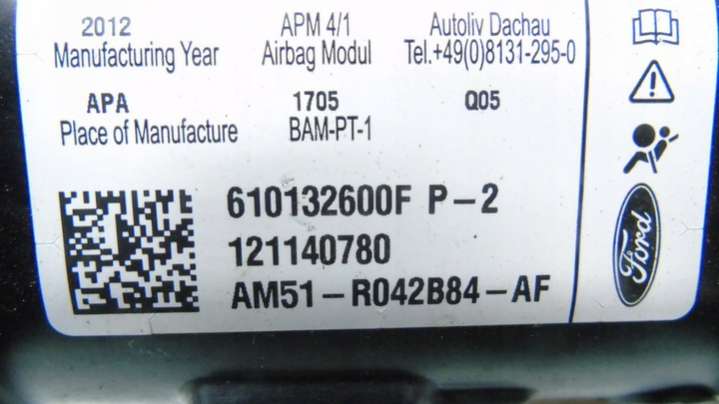 2012 APM 4/1 Autoliv Dachau
Manufacturing Year Airbag Modul Tel.+49(0)8131-295-0
APA 1705 Q05
Place of Manufacture BAM-PT-1
610132600F P-2
121140780
AM51-R042B84-AF
Ford